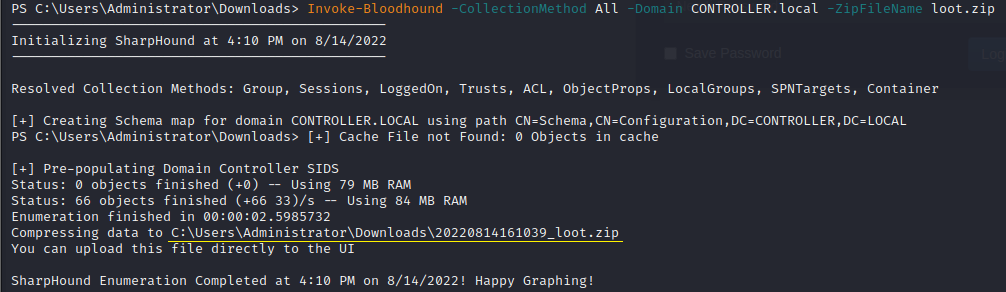 PS C:\Users\Administrator\Downloads> Invoke-Bloodhound -CollectionMethod All -Domain CONTROLLER.local -ZipFileName loot.zip
Initializing SharpHound at 4:10 PM on 8/14/2022
Save Password
Resolved Collection Methods: Group, Sessions, LoggedOn, Trusts, ACL, ObjectProps, LocalGroups, SPNTargets, Container
[+] Creating Schema map for domain CONTROLLER.LOCAL using path CN=Schema,CN=Configuration,DC=CONTROLLER,DC=LOCAL
PS C:\Users\Administrator\Downloads> [+] Cache File not Found: 0 Objects in cache
[+] Pre-populating Domain Controller SIDS
Status: 0 objects finished (+0) -- Using 79 MB RAM
Status: 66 objects finished (+66 33)/s -- Using 84 MB RAM
Enumeration finished in 00:00:02.5985732
Compressing data to C:\Users\Administrator\Downloads\20220814161039_loot.zip
You can upload this file directly to the UI
SharpHound Enumeration Completed at 4:10 PM on 8/14/2022! Happy Graphing!